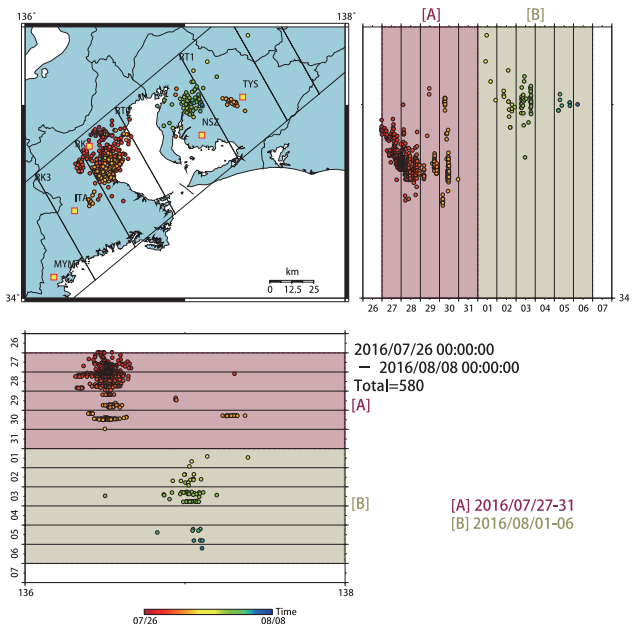 136° 138°
[A] [B]
RT1
TYS
RT
NSZ
RK
RK3
ITA
MYM
km
0 12.5 25
34° 34
26 27 28 29 30 31 01 02 03 04 05 06 07
2016/07/26 00:00:00
— 2016/08/08 00:00:00
Total=580
26 27 28 29 30 31 01 02 03 04 05 06 07
[A]
[B]
[A] 2016/07/27-31
[B] 2016/08/01-06
136 138
Time
07/26 08/08